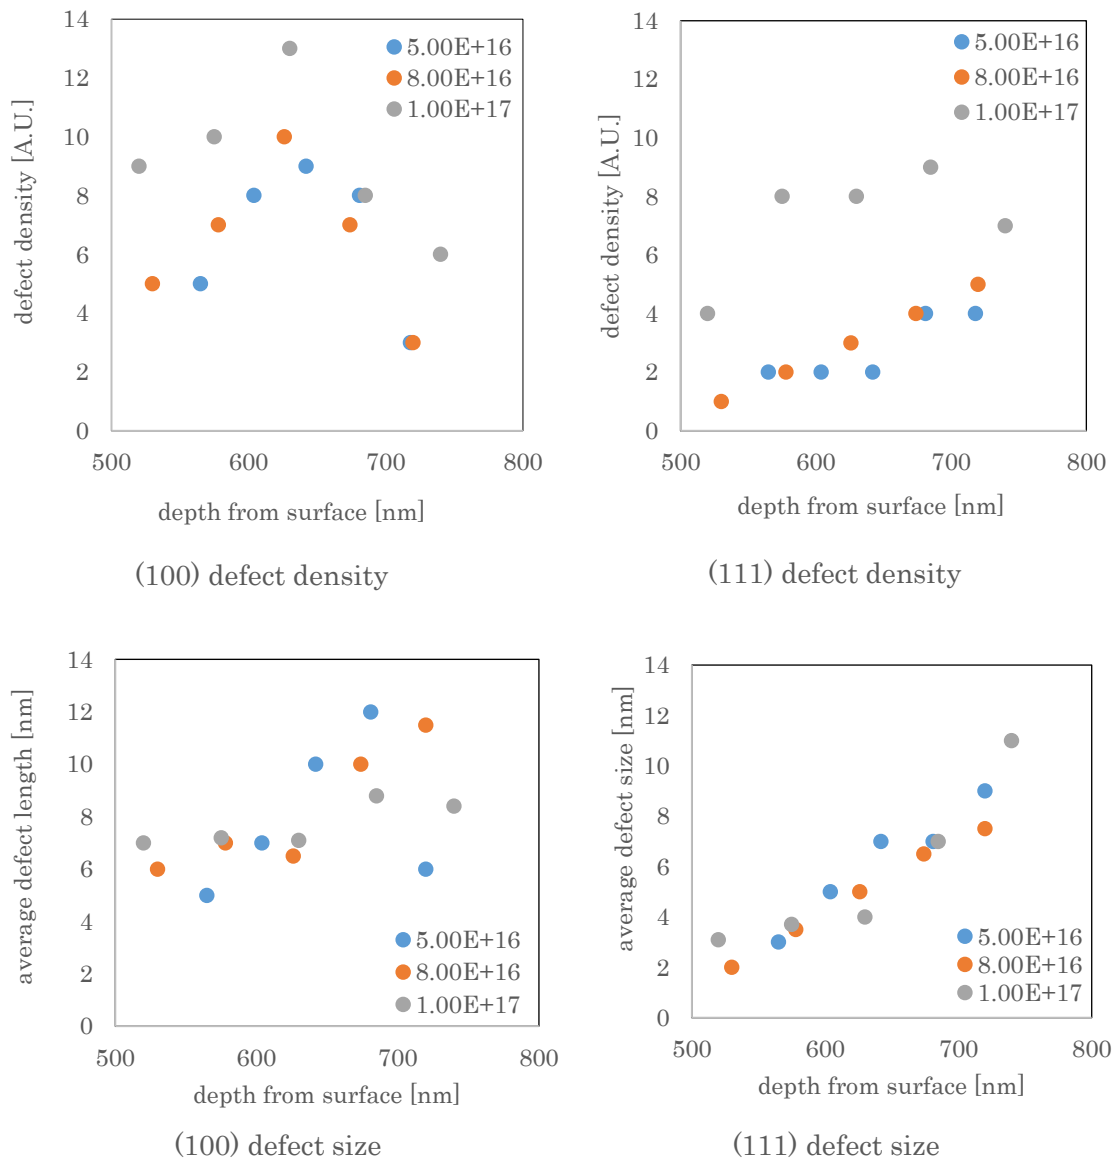 14
12
10
8
6
4
2
0
500 600 700 800
defect density [A.U.]
depth from surface [nm]
5.00E+16
8.00E+16
1.00E+17
(100) defect density
14
12
10
8
6
4
2
0
500 600 700 800
defect density [A.U.]
depth from surface [nm]
5.00E+16
8.00E+16
1.00E+17
(111) defect density
14
12
10
8
6
4
2
0
500 600 700 800
average defect length [nm]
depth from surface [nm]
5.00E+16
8.00E+16
1.00E+17
(100) defect size
14
12
10
8
6
4
2
0
500 600 700 800
average defect size [nm]
depth from surface [nm]
5.00E+16
8.00E+16
1.00E+17
(111) defect size